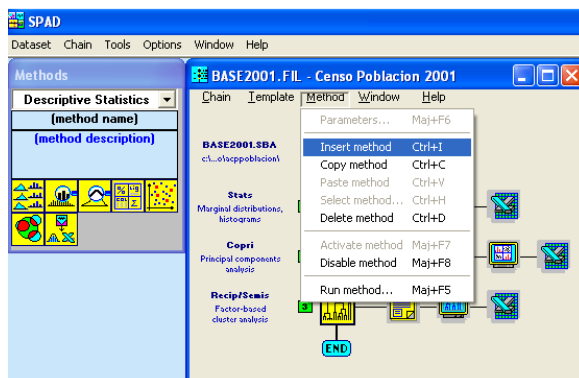 SPAD
Dataset Chain Tools Options Window Help
Methods
Descriptive Statistics
(method name)
(method description)
BASE2001.FIL - Censo Poblacion 2001
Chain Template Method Window Help
BASE2001.SBA
c:\...o\acppoblacion\
Stats
Marginal distributions,
histograms
Copri
Principal components
analysis
Recip/Semis
Factor-based
cluster analysis
3
END
Parameters... Maj+F6
Insert method Ctrl+I
Copy method Ctrl+C
Paste method Ctrl+V
Select method... Ctrl+H
Delete method Ctrl+D
Activate method Maj+F7
Disable method Maj+F8
Run method... Maj+F5